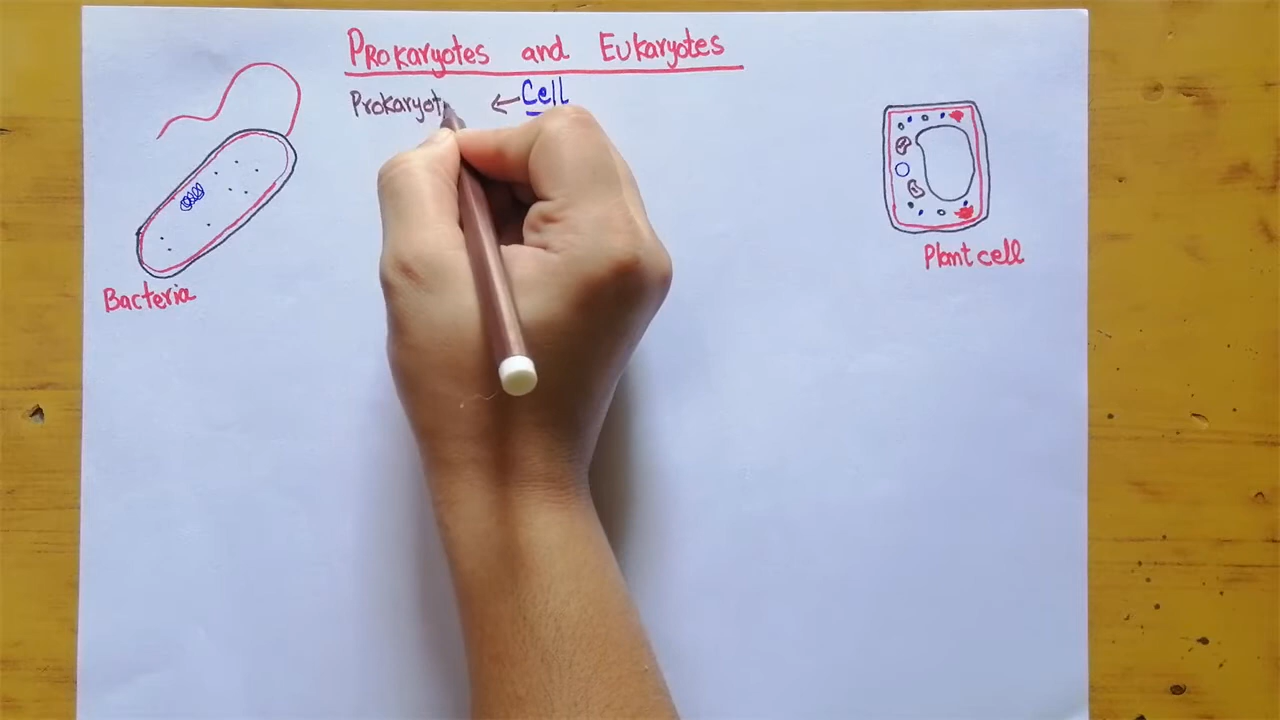 Prokaryotes and Eukaryotes
Prokaryot ← Cell
Bacteria
Plant cell